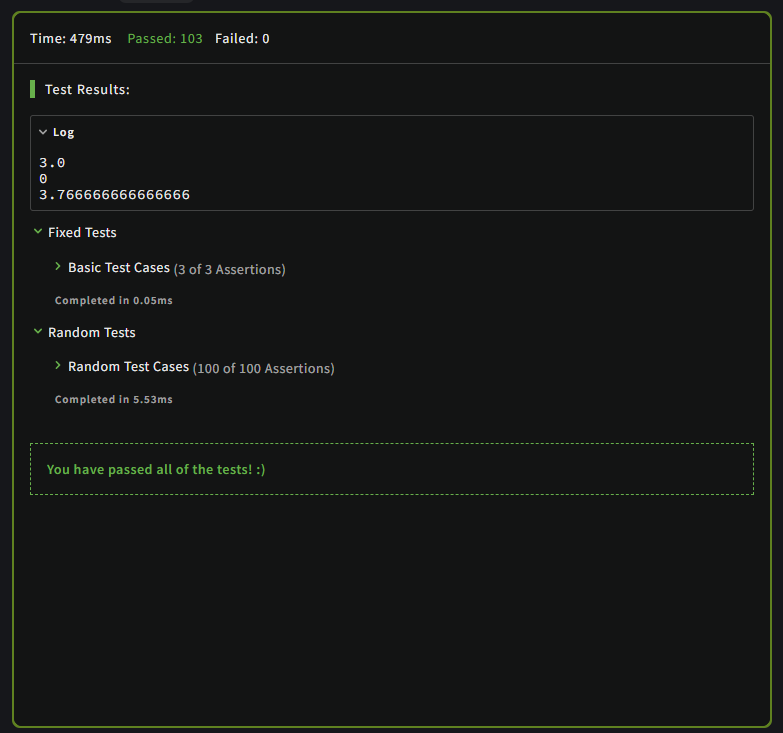 Time: 479ms Passed: 103 Failed: 0
Test Results:
Log
3.0
0
3.766666666666666
Fixed Tests
Basic Test Cases (3 of 3 Assertions)
Completed in 0.05ms
Random Tests
Random Test Cases (100 of 100 Assertions)
Completed in 5.53ms
You have passed all of the tests! :)